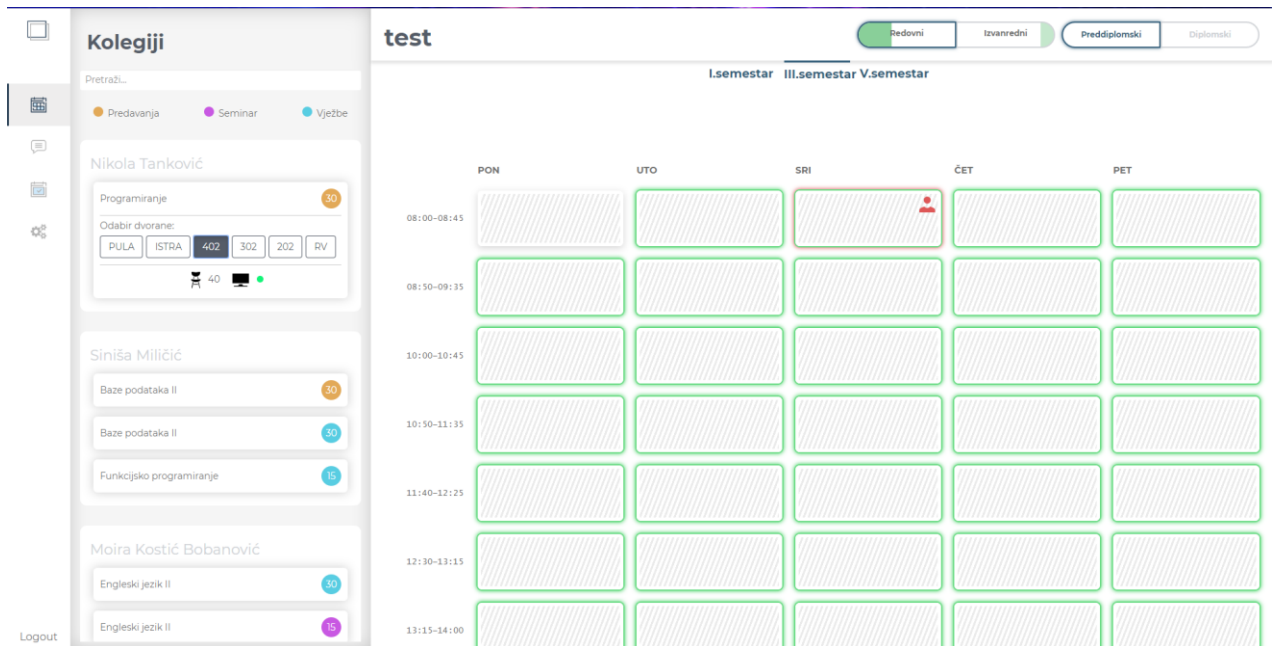 Kolegiji
Pretraži...
Predavanja Seminar Vježbe
Nikola Tanković
Programiranje 30
Odabir dvorane:
PULA ISTRA 402 302 202 RV
40
Siniša Miličić
Baze podataka II 30
Baze podataka II 30
Funkcijsko programiranje 15
Moira Kostić Bobanović
Engleski jezik II 30
Engleski jezik II 15
Logout
test
Redovni Izvanredni Preddiplomski Diplomski
I.semestar III.semestar V.semestar
PON UTO SRI ČET PET
08:00-08:45
08:50-09:35
10:00-10:45
10:50-11:35
11:40-12:25
12:30-13:15
13:15-14:00